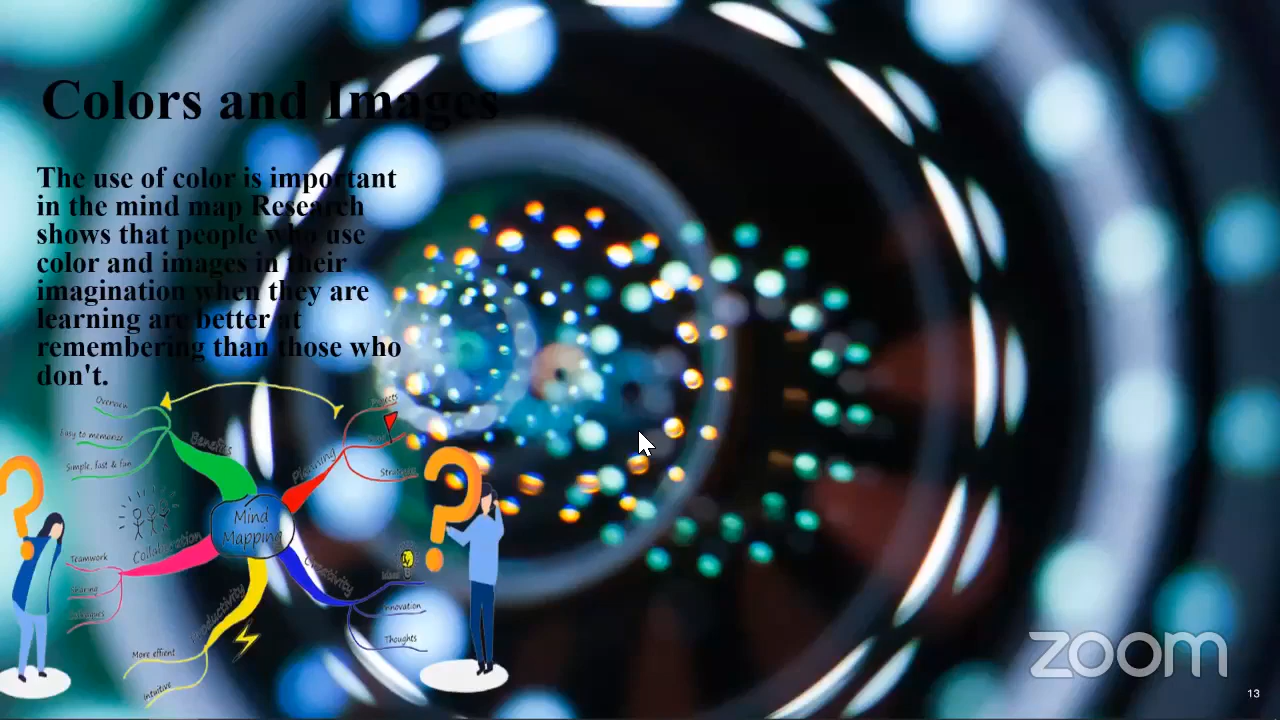 Colors and Images
The use of color is important
in the mind map Research
shows that people who use
color and images in their
imagination when they are
learning are better at
remembering than those who
don't.
Overview
Easy to memorize
Simple, fast & fun
Benefits
Planning
Projects
Mind
Mapping
Collaboration
Teamwork
Sharing
Colleagues
Creativity
Ideas
Innovation
Thoughts
Productivity
More effient
Intuitive
zoom
13